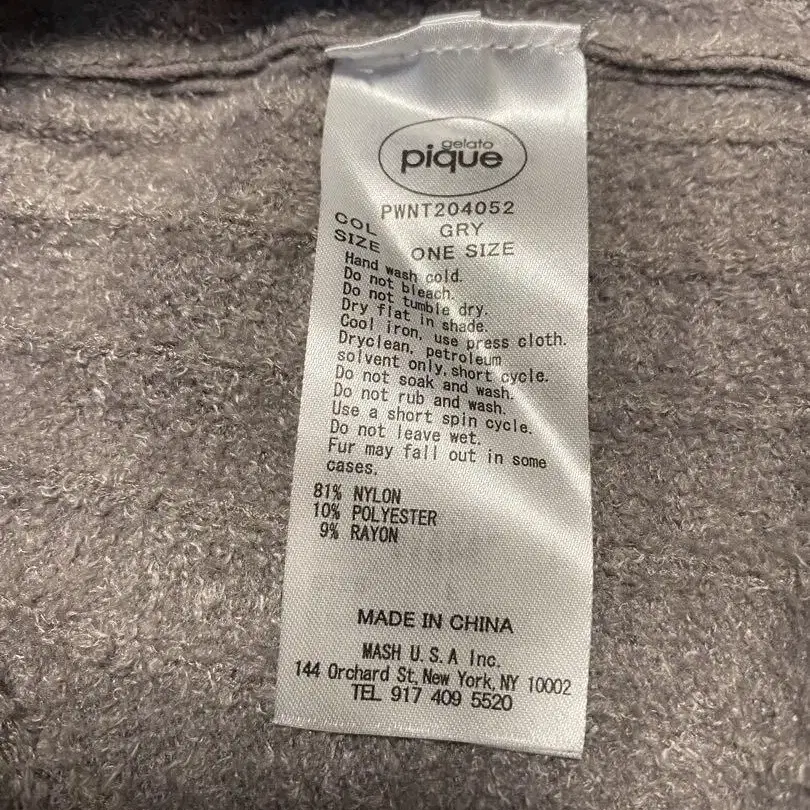 gelato
pique
PWNT204052
COL GRY
SIZE ONE SIZE
Hand wash cold.
Do not bleach.
Do not tumble dry.
Dry flat in shade.
Cool iron, use press cloth.
Dryclean, petroleum
solvent only, short cycle.
Do not soak and wash.
Do not rub and wash.
Use a short spin cycle.
Do not leave wet.
Fur may fall out in some
cases.
81% NYLON
10% POLYESTER
9% RAYON
MADE IN CHINA
MASH U.S.A Inc.
144 Orchard St, New York, NY 10002
TEL 917 409 5520